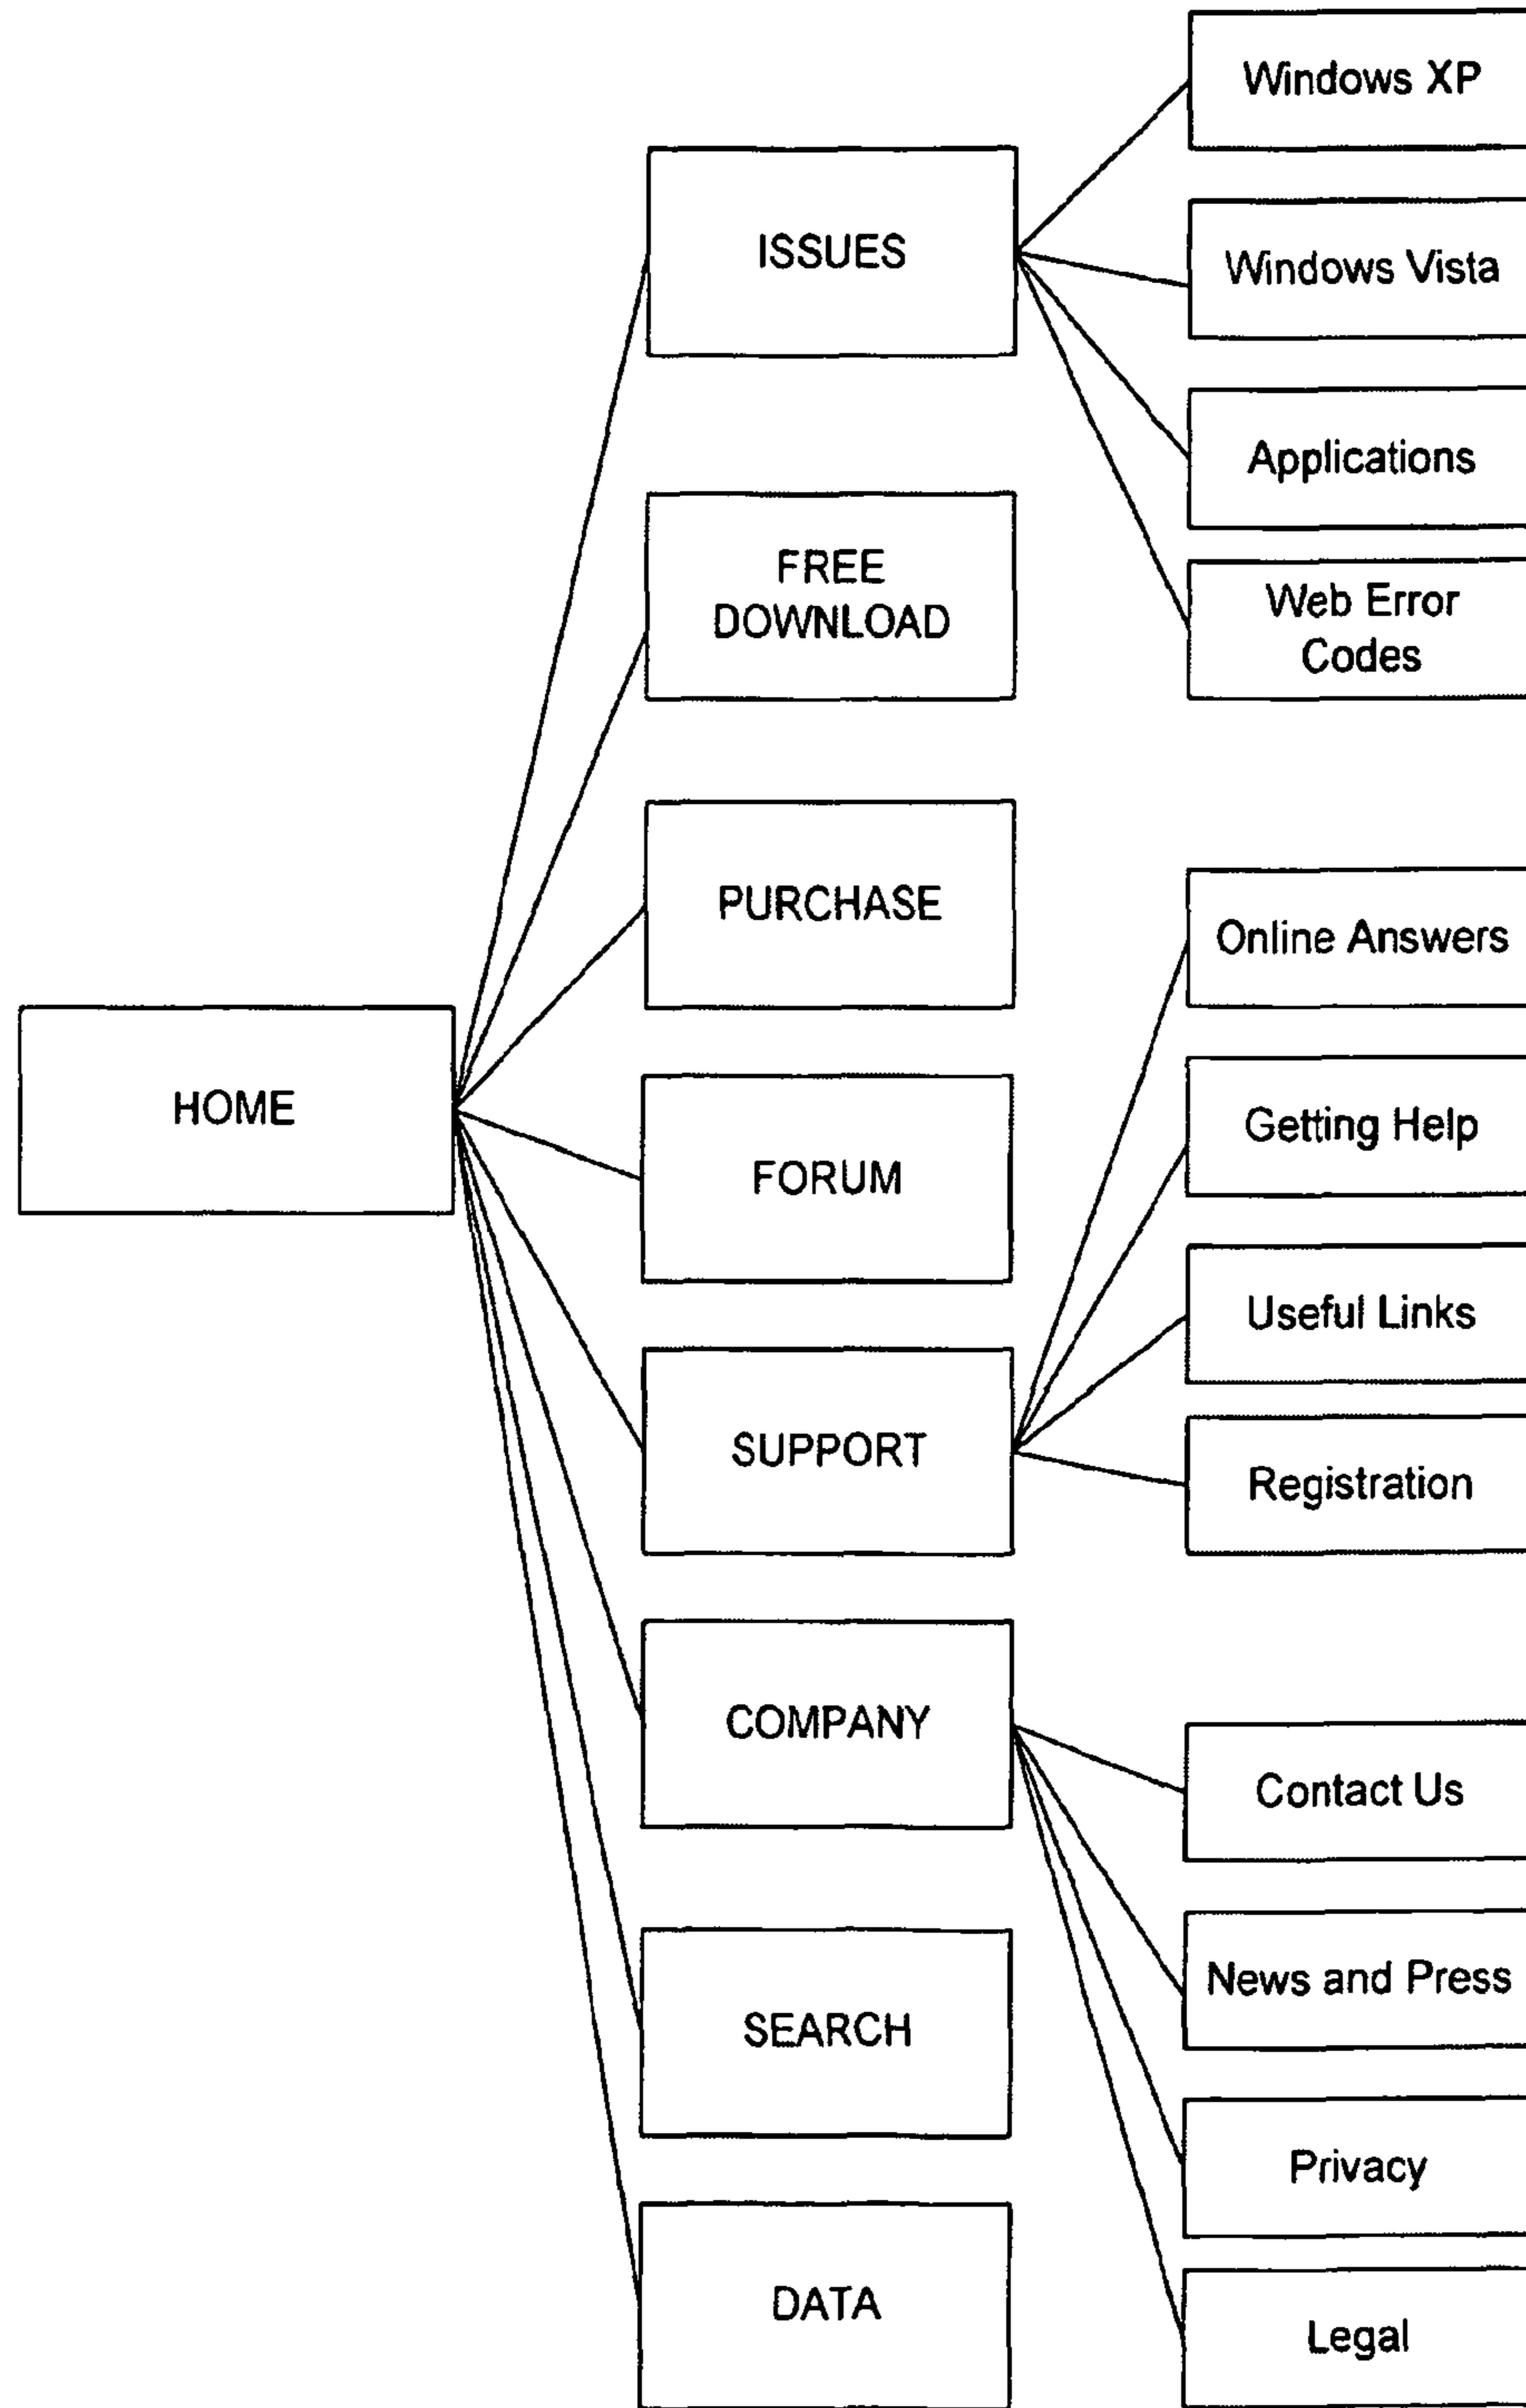 Windows XP
ISSUES
Windows Vista
Applications
FREE
DOWNLOAD
Web Error
Codes
PURCHASE
Online Answers
HOME
Getting Help
FORUM
Useful Links
SUPPORT
Registration
COMPANY
Contact Us
News and Press
SEARCH
Privacy
DATA
Legal